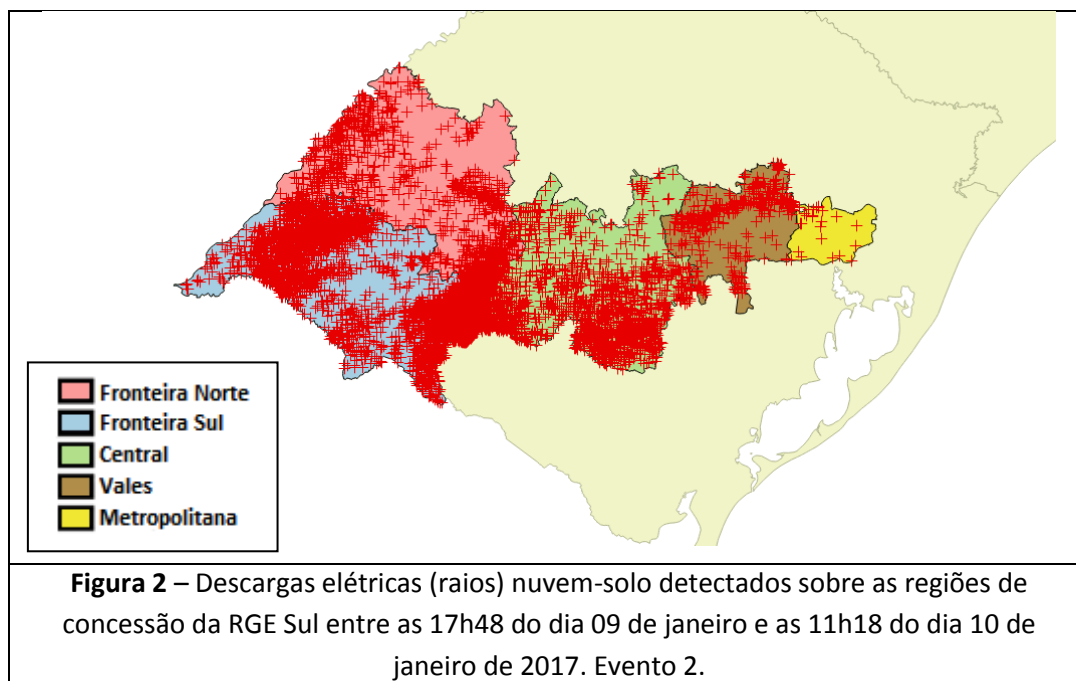 Fronteira Norte
Fronteira Sul
Central
Vales
Metropolitana
Figura 2 – Descargas elétricas (raios) nuvem-solo detectados sobre as regiões de
concessão da RGE Sul entre as 17h48 do dia 09 de janeiro e as 11h18 do dia 10 de
janeiro de 2017. Evento 2.